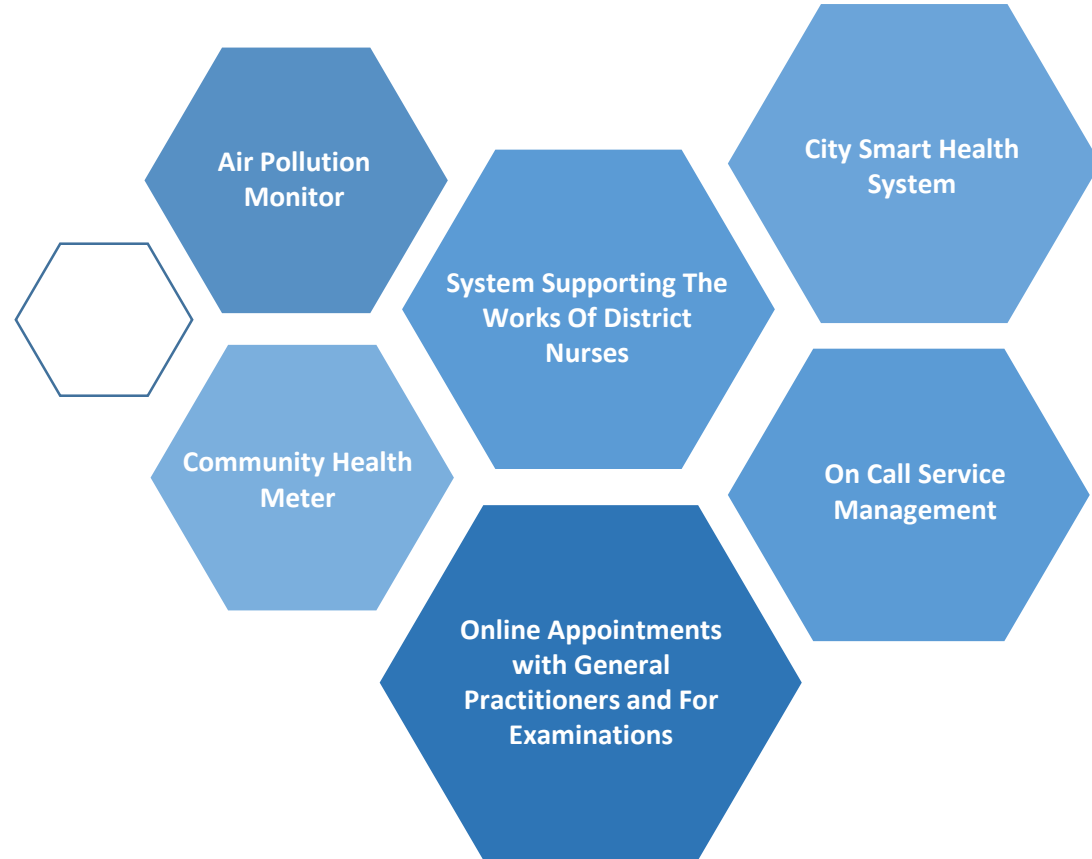 Air Pollution
Monitor
City Smart Health
System
System Supporting The
Works Of District
Nurses
Community Health
Meter
On Call Service
Management
Online Appointments
with General
Practitioners and For
Examinations